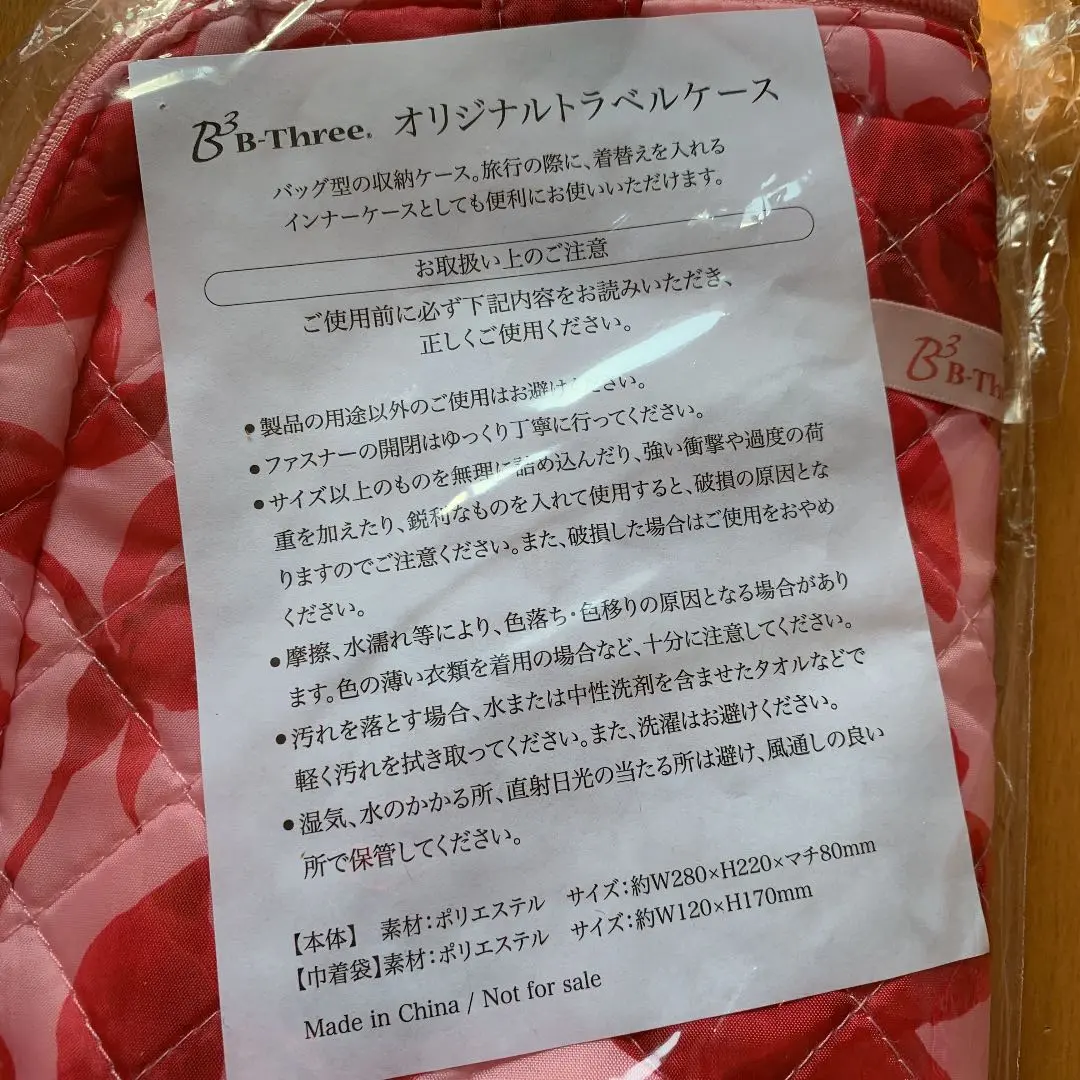 B³ B-Three® オリジナルトラベルケース
バッグ型の収納ケース。旅行の際に、着替えを入れる
インナーケースとしても便利にお使いいただけます。
お取扱い上のご注意
ご使用前に必ず下記内容をお読みいただき、
正しくご使用ください。
●製品の用途以外のご使用はお避けください。
●ファスナーの開閉はゆっくり丁寧に行ってください。
●サイズ以上のものを無理に詰め込んだり、強い衝撃や過度の荷
重を加えたり、鋭利なものを入れて使用すると、破損の原因とな
りますのでご注意ください。また、破損した場合はご使用をおやめ
ください。
●摩擦、水濡れ等により、色落ち・色移りの原因となる場合があり
ます。色の薄い衣類を着用の場合など、十分に注意してください。
●汚れを落とす場合、水または中性洗剤を含ませたタオルなどで
軽く汚れを拭き取ってください。また、洗濯はお避けください。
●湿気、水のかかる所、直射日光の当たる所は避け、風通しの良い
所で保管してください。
【本体】 素材：ポリエステル サイズ：約W280×H220×マチ80mm
【巾着袋】素材：ポリエステル サイズ：約W120×H170mm
Made in China / Not for sale
B³ B-Th